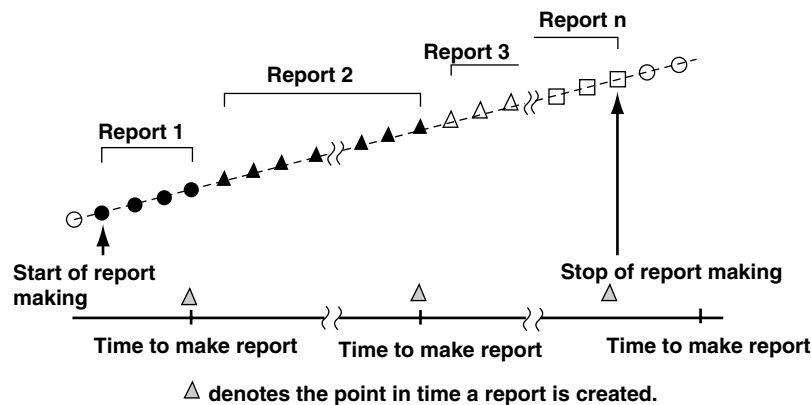 Report n
Report 3
Report 2
Report 1
Start of report
making
Stop of report making
Time to make report
Time to make report
Time to make report
denotes the point in time a report is created.